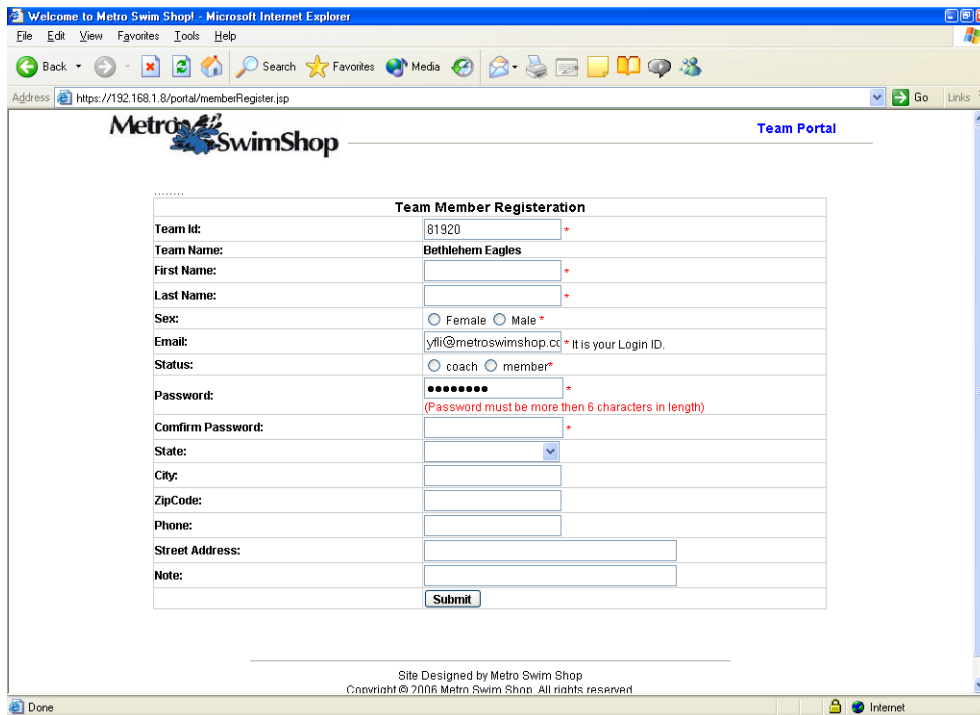 Welcome to Metro Swim Shop! - Microsoft Internet Explorer
File Edit View Favorites Tools Help
Back Search Favorites Media
Address https://192.168.1.8/portal/memberRegister.jsp Go Links
Metro SwimShop
Team Portal
........
Team Member Registeration
Team Id: 81920 *
Team Name: Bethlehem Eagles
First Name: *
Last Name: *
Sex: Female Male *
Email: yfli@metroswimshop.cc * It is your Login ID.
Status: coach member*
Password: •••••••• *
(Password must be more then 6 characters in length)
Comfirm Password: *
State:
City:
ZipCode:
Phone:
Street Address:
Note:
Submit
Site Designed by Metro Swim Shop
Copyright © 2006 Metro Swim Shop. All rights reserved
Done Internet